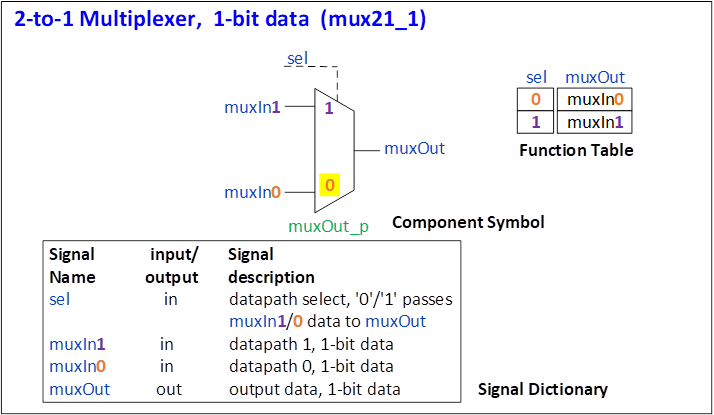 2-to-1 Multiplexer, 1-bit data (mux21_1)
sel
muxIn1
1
muxOut
muxIn0
0
muxOut_p
Component Symbol
sel muxOut
0 muxIn0
1 muxIn1
Function Table
Signal input/ Signal
Name output description
sel in datapath select, '0'/'1' passes
muxIn1/0 data to muxOut
muxIn1 in datapath 1, 1-bit data
muxIn0 in datapath 0, 1-bit data
muxOut out output data, 1-bit data
Signal Dictionary